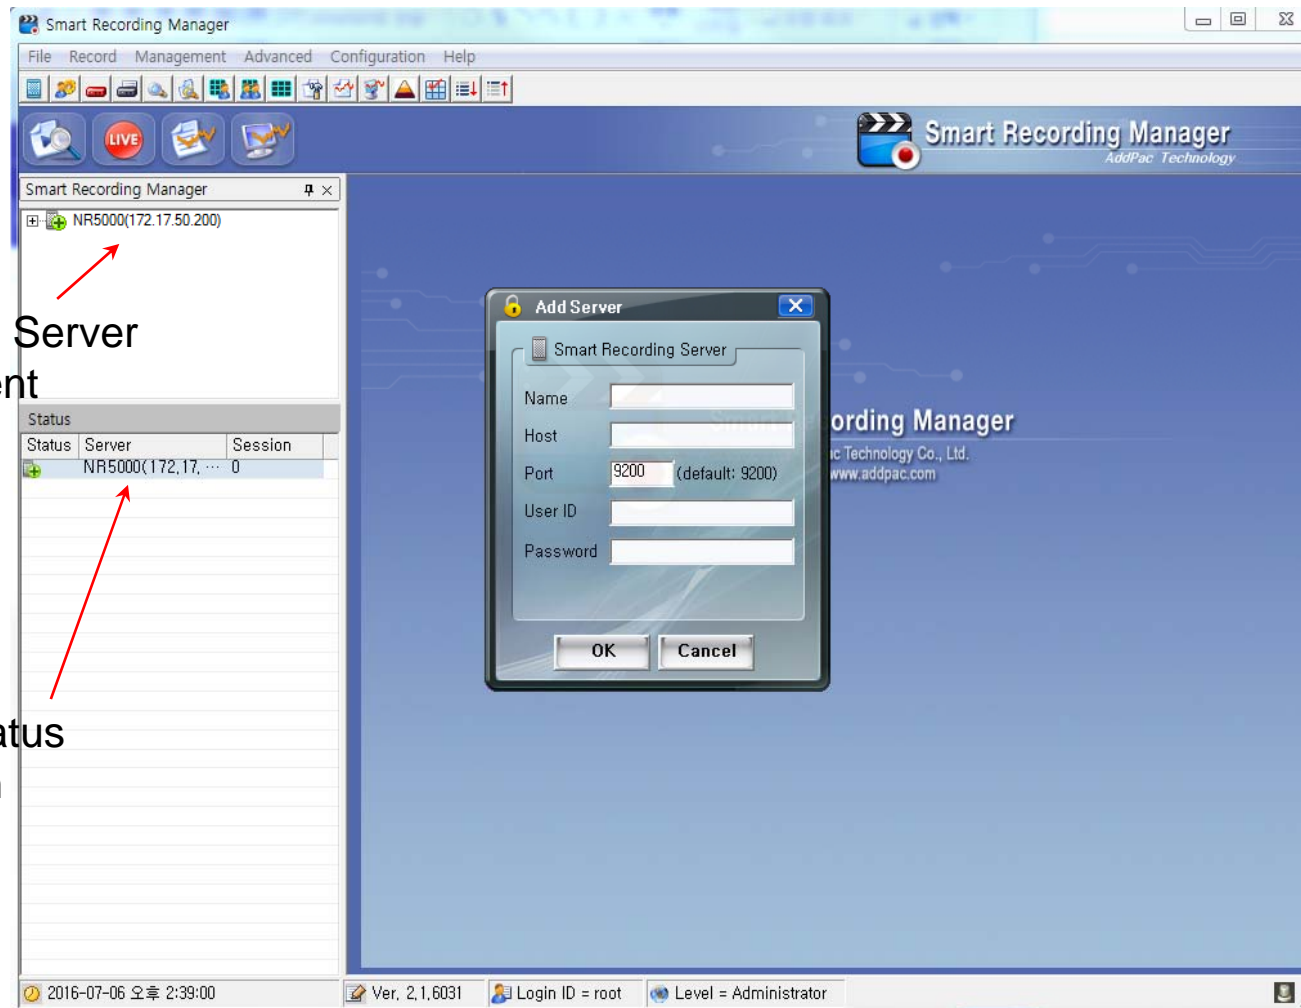 Smart Recording Manager
File Record Management Advanced Configuration Help
LIVE
Smart Recording Manager
AddPac Technology
Smart Recording Manager
NR5000(172.17.50.200)
Server
ent
Add Server
Smart Recording Server
Name
Host
Port 9200 (default: 9200)
User ID
Password
OK Cancel
ording Manager
c Technology Co., Ltd.
www.addpac.com
Status
Status Server Session
NR5000(172,17, ... 0
atus
2016-07-06 오후 2:39:00
Ver, 2,1,6031
Login ID = root
Level = Administrator